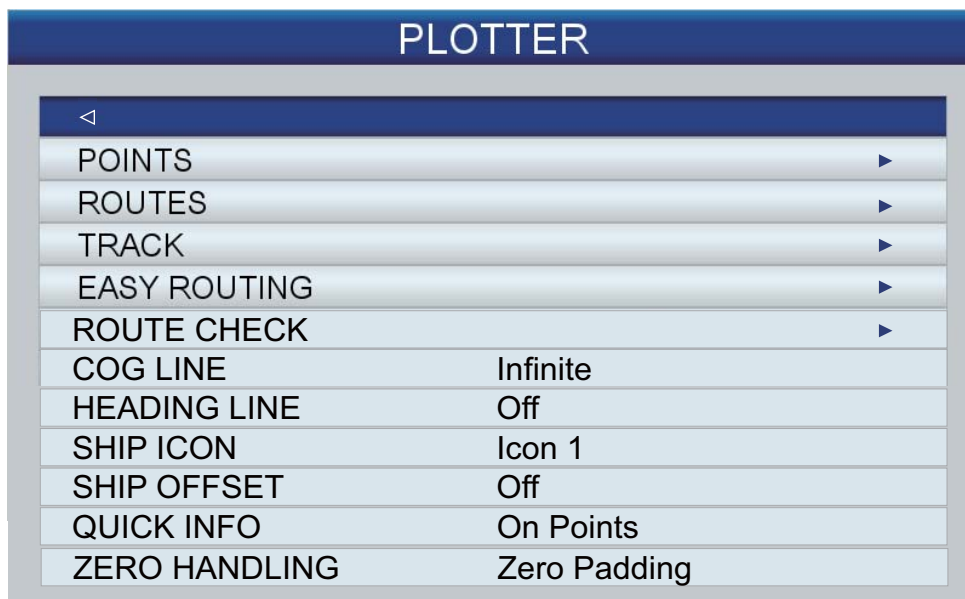 PLOTTER
POINTS
ROUTES
TRACK
EASY ROUTING
ROUTE CHECK
COG LINE Infinite
HEADING LINE Off
SHIP ICON Icon 1
SHIP OFFSET Off
QUICK INFO On Points
ZERO HANDLING Zero Padding